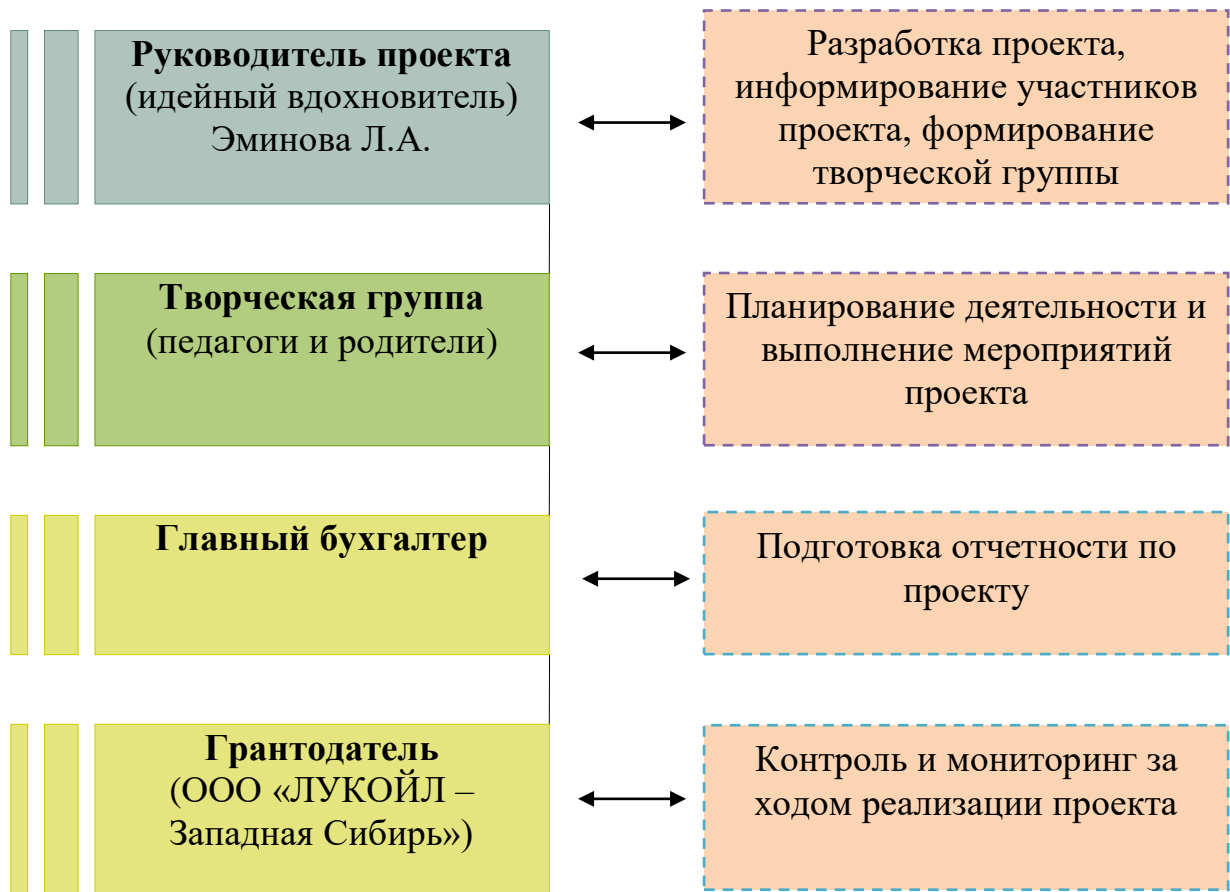 Руководитель проекта
(идейный вдохновитель)
Эминова Л.А.
Разработка проекта,
информирование участников
проекта, формирование
творческой группы
Творческая группа
(педагоги и родители)
Планирование деятельности и
выполнение мероприятий
проекта
Главный бухгалтер
Подготовка отчетности по
проекту
Грантодатель
(ООО «ЛУКОЙЛ –
Западная Сибирь»)
Контроль и мониторинг за
ходом реализации проекта